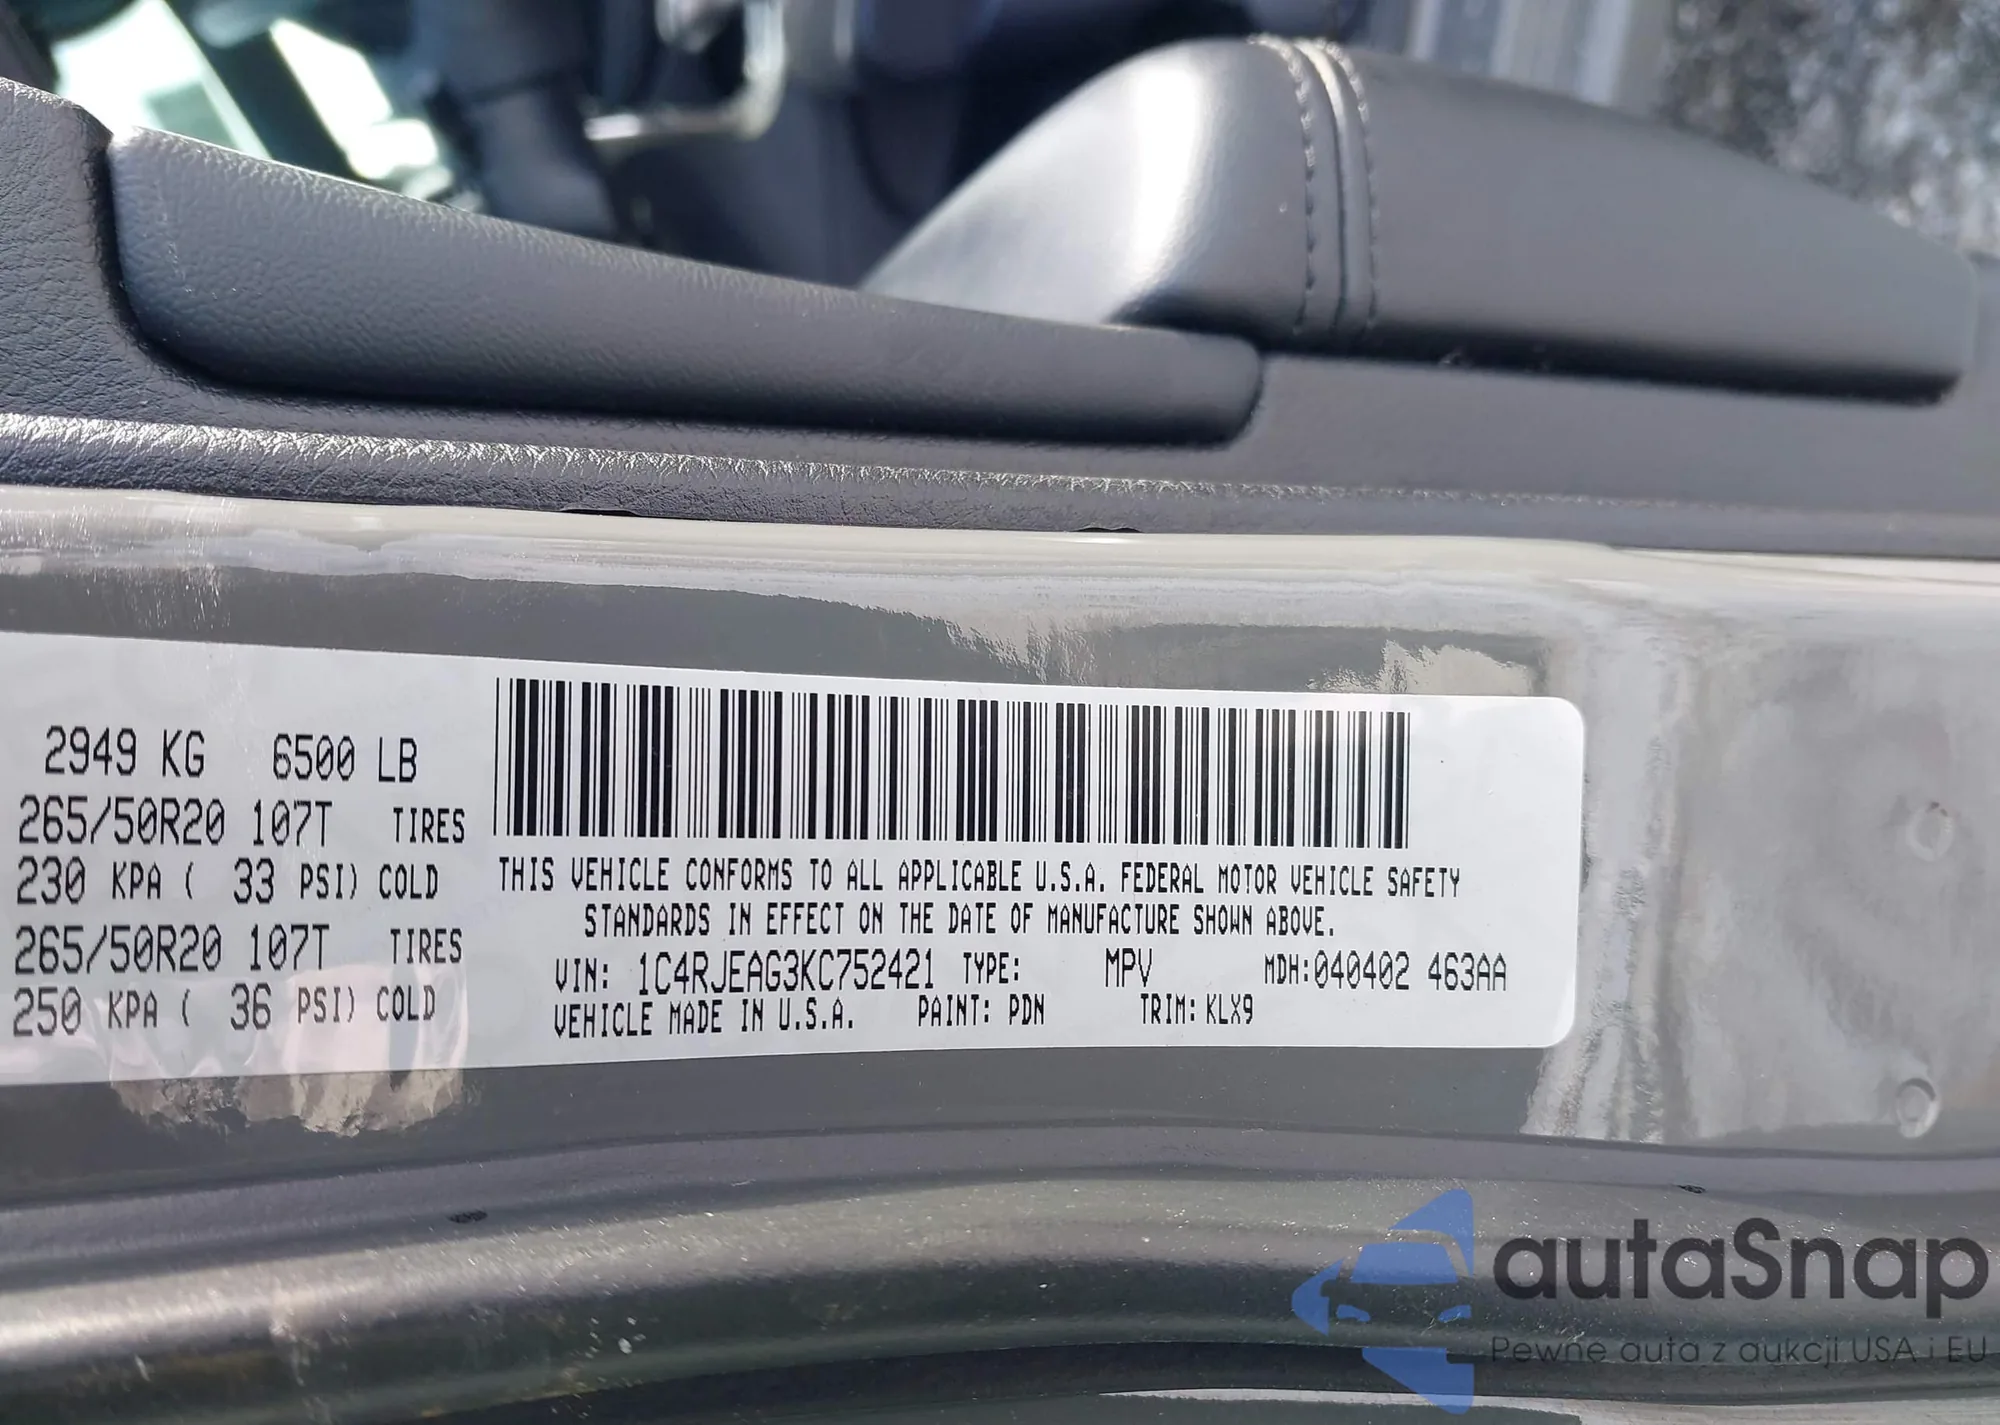 2949 KG 6500 LB
265/50R20 107T TIRES
230 KPA ( 33 PSI) COLD
265/50R20 107T TIRES
250 KPA ( 36 PSI) COLD
THIS VEHICLE CONFORMS TO ALL APPLICABLE U.S.A. FEDERAL MOTOR VEHICLE SAFETY
STANDARDS IN EFFECT ON THE DATE OF MANUFACTURE SHOWN ABOVE.
VIN: 1C4RJEAG3KC752421 TYPE: MPV MDH:040402 463AA
VEHICLE MADE IN U.S.A. PAINT: PDN TRIM: KLX9
autaSnap
Pewne auta z aukcji USA i EU